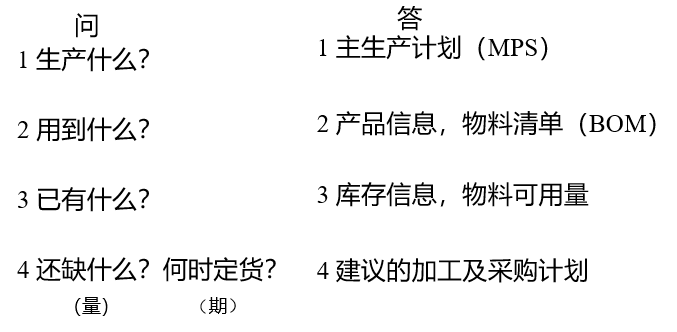 问
答
1 生产什么?
1 主生产计划（MPS）
2 用到什么?
2 产品信息，物料清单（BOM）
3 已有什么?
3 库存信息，物料可用量
4 还缺什么? 何时定货?
4 建议的加工及采购计划
（量）
（期）